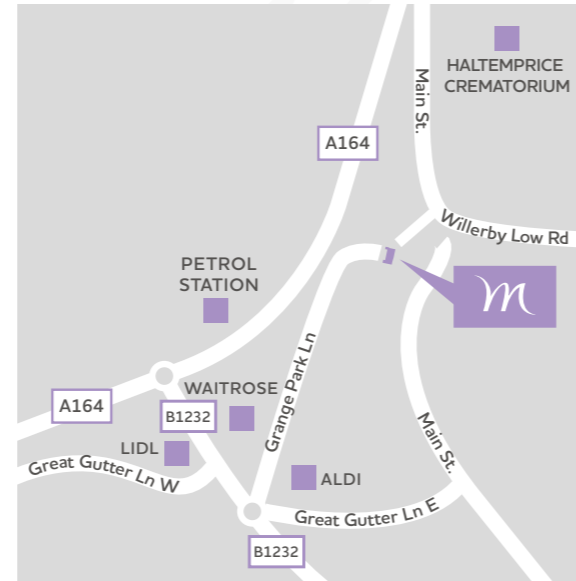 HALTEMPRICE
CREMATORIUM
Main St.
A164
Willerby Low Rd
PETROL
STATION
m
Grange Park Ln
WAITROSE
A164
B1232
LIDL
Main St.
Great Gutter Ln W
ALDI
Great Gutter Ln E
B1232